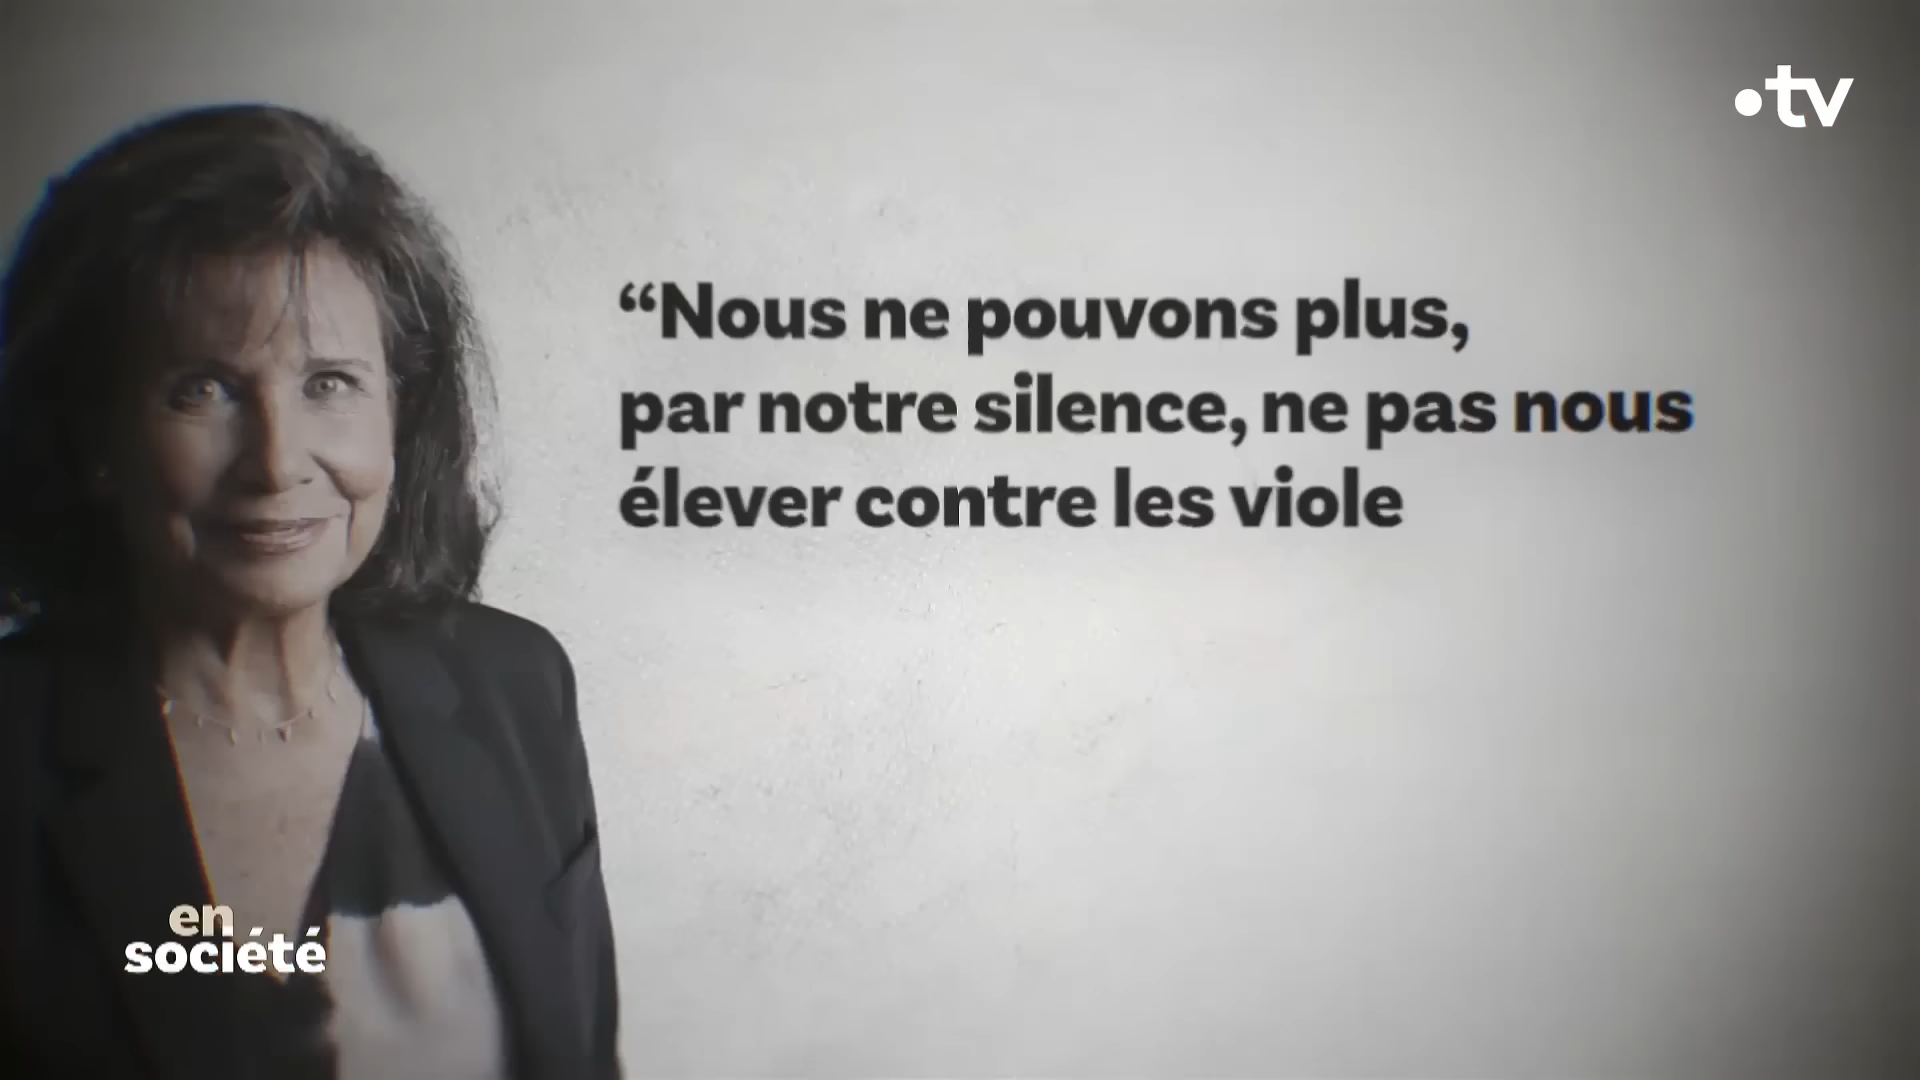 tv
“Nous ne pouvons plus,
par notre silence, ne pas nous
élever contre les viole
en
société